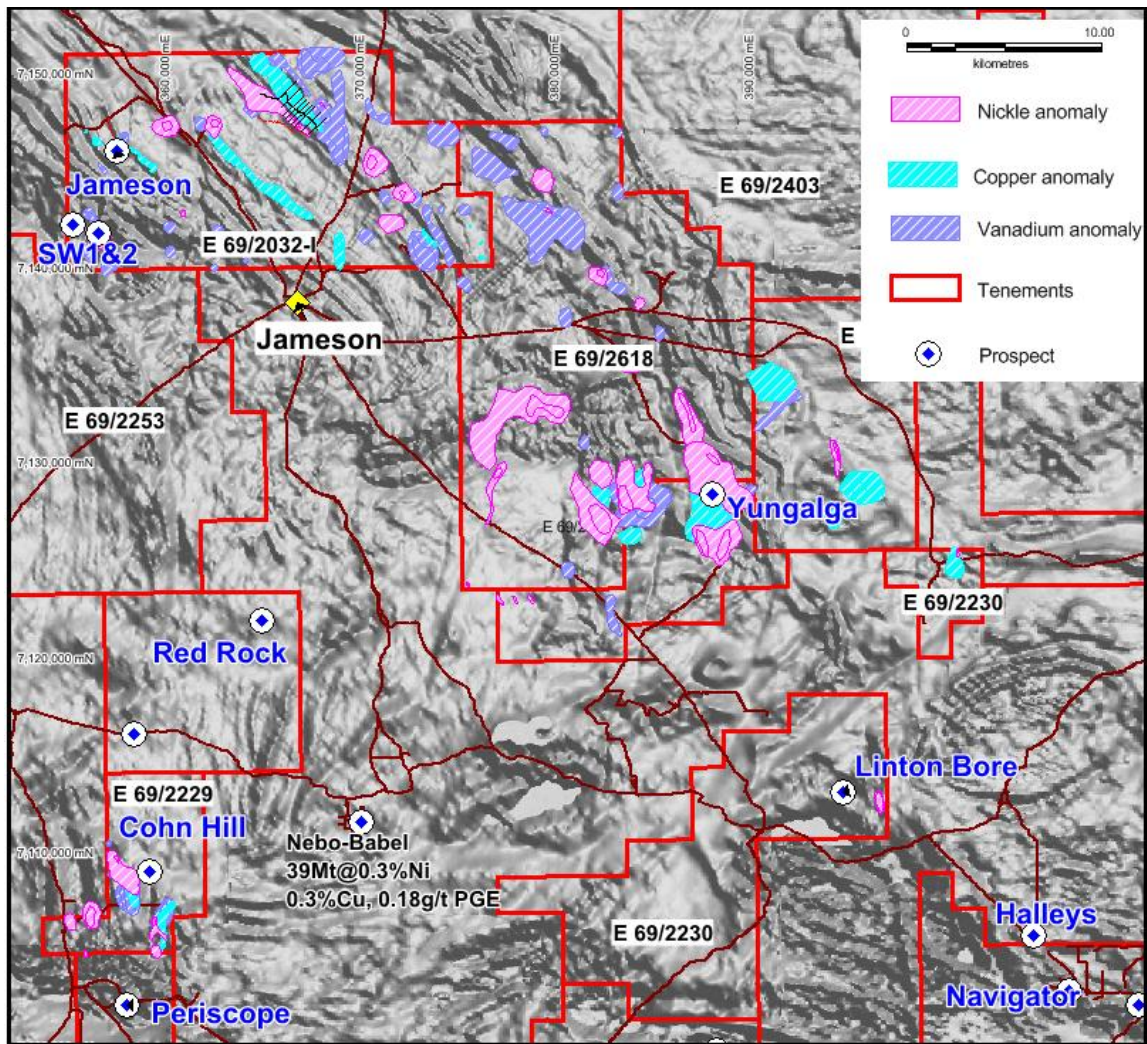 0 10.00
kilometres
Nickle anomaly
Copper anomaly
Vanadium anomaly
Tenements
Prospect
360,000 mE
370,000 mE
380,000 mE
390,000 mE
7,150,000 mN
Jameson
E 69/2403
SW1&2
E 69/2032-I
7,140,000 mN
Jameson
E
E 69/2618
E 69/2253
7,130,000 mN
Yungalga
E 69/2
E 69/2230
Red Rock
7,120,000 mN
Linton Bore
E 69/2229
Cohn Hill
Nebo-Babel
39Mt@0.3%Ni
0.3%Cu, 0.18g/t PGE
7,110,000 mN
Halleys
E 69/2230
Navigator
Periscope